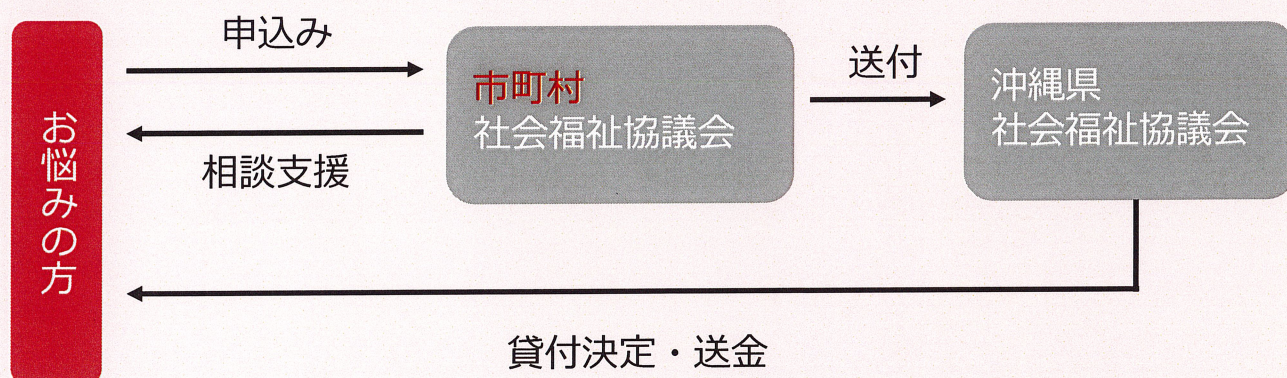 お悩みの方
申込み
相談支援
市町村
社会福祉協議会
送付
沖縄県
社会福祉協議会
貸付決定・送金